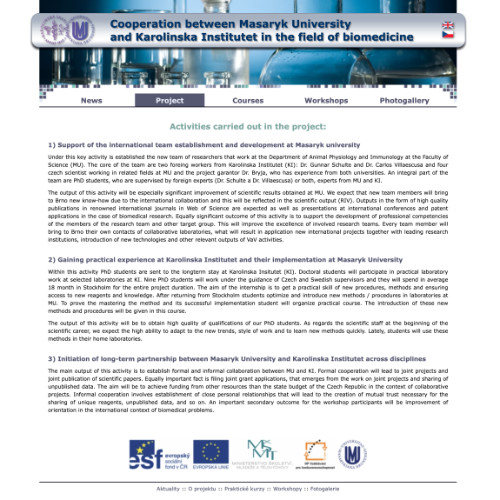 Cooperation between Masaryk University
and Karolinska Institutet in the field of biomedicine
News Project Courses Workshops Photogallery
Activities carried out in the project:
1) Support of the international team establishment and development at Masaryk university
Under this key activity is established the new team of researchers that work at the Department of Animal Physiology and Immunology at the Faculty of
Science (MU). The core of the team are two foreing workers from Karolinska Institutet (KI): Dr. Gunnar Schulte and Dr. Carlos Villaescusa and four
czech scientist working in related fields at MU and the project garantor Dr. Bryja, who has experience from both universities. An integral part of the
team are PhD students, who are supervised by foreign experts (Dr. Schulte a Dr. Villaescusa) or both, experts from MU and KI.
The output of this activity will be especially significant improvement of scientific results obtained at MU. We expect that new team members will bring
to Brno new know-how due to the international collaboration and this will be reflected in the scientific output (RIV). Outputs in the form of high quality
publications in renowned international journals in Web of Science are expected as well as presentations at international conferences and patent
applications in the case of biomedical research. Equally significant outcome of this activity is to support the development of professional competencies
of the members of the research team and other target group. This will improve the excellence of involved research teams. Every team member will
bring to Brno their own contacts of collaborative laboratories, what will result in application new international projects together with leading research
institutions, introduction of new technologies and other relevant outputs of VaV activities.
2) Gaining practical experience at Karolinska Institutet and their implementation at Masaryk University
Within this activity PhD students are sent to the longterm stay at Karolinska Insitutet (KI). Doctoral students will participate in practical laboratory
work at selected laboratories at KI. Nine PhD students will work under the guidance of Czech and Swedish supervisors and they will spend in average
18 month in Stockholm for the entire project duration. The aim of the internship is to get a practical skill of new procedures, methods and ensuring
access to new reagents and knowledge. After returning from Stockholm students optimize and introduce new methods / procedures in laboratories at
MU. To prove the mastering the method and its successful implementation student will organize practical course. The introduction of these new
methods and procedures will be given in this course.
The output of this activity will be to obtain high quality of qualifications of our PhD students. As regards the scientific staff at the beginning of the
scientific career, we expect the high ability to adapt to the new trends, style of work and to learn new methods quickly. Lately, students will use these
methods in their home laboratories.
3) Initiation of long-term partnership between Masaryk University and Karolinska Institutet across disciplines
The main output of this activity is to establish formal and informal collaboration between MU and KI. Formal cooperation will lead to joint projects and
joint publication of scientific papers. Equally important fact is filing joint grant applications, that emerges from the work on joint projects and sharing of
unpublished data. The aim will be to achieve funding from other resources than the state budget of the Czech Republic in the context of collaborative
projects. Informal cooperation involves establishment of close personal relationships that will lead to the creation of mutual trust necessary for the
sharing of unique reagents, unpublished data, and so on. An important secondary outcome for the workshop participants will be improvement of
orientation in the international context of biomedical problems.
esf evropský
sociální
fond v ČR
EVROPSKÁ UNIE
MINISTERSTVO ŠKOLSTVÍ,
MLÁDEŽE A TĚLOVÝCHOVY
Aktuality :: O projektu :: Praktické kurzy :: Workshopy :: Fotogalerie